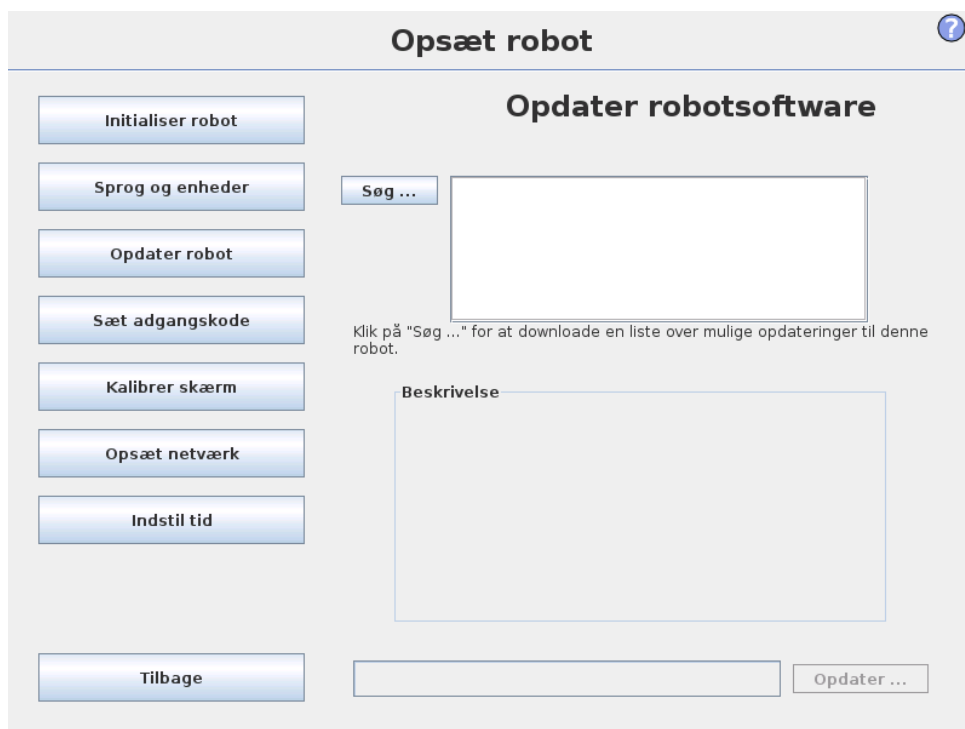 Opsæt robot
?
Initialiser robot
Sprog og enheder
Opdater robot
Sæt adgangskode
Kalibrer skærm
Opsæt netværk
Indstil tid
Tilbage
Opdater robotsoftware
Søg ...
Klik på "Søg ..." for at downloade en liste over mulige opdateringer til denne
robot.
Beskrivelse
Opdater ...